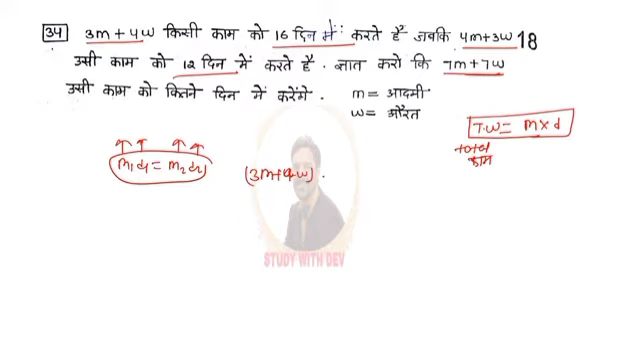 34 3m + 4w किसी काम को 16 दिन में करते है जबकि 4m+3w 18
उसी काम को 12 दिन में करते है . ज्ञात करो कि 7m+7w
उसी काम को कितने दिन में करेंगे .
m = आदमी
w = औरत
T.W = m×d
total
काम
m₁d₁ = m₂d₂
(3m+4w) .
STUDY WITH DEV